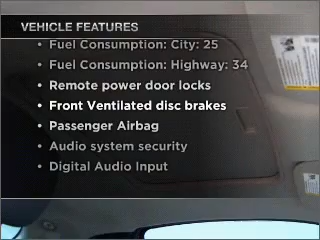 VEHICLE FEATURES
• Fuel Consumption: City: 25
• Fuel Consumption: Highway: 34
• Remote power door locks
• Front Ventilated disc brakes
• Passenger Airbag
• Audio system security
• Digital Audio Input